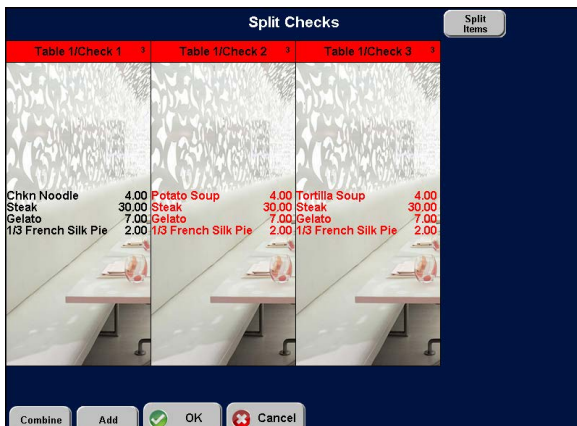 Split Checks
Split
Items
Table 1/Check 1 3
Table 1/Check 2 3
Table 1/Check 3 3
Chkn Noodle 4.00
Steak 30.00
Gelato 7.00
1/3 French Silk Pie 2.00
Potato Soup 4.00
Steak 30.00
Gelato 7.00
1/3 French Silk Pie 2.00
Tortilla Soup 4.00
Steak 30.00
Gelato 7.00
1/3 French Silk Pie 2.00
Combine
Add
OK
Cancel